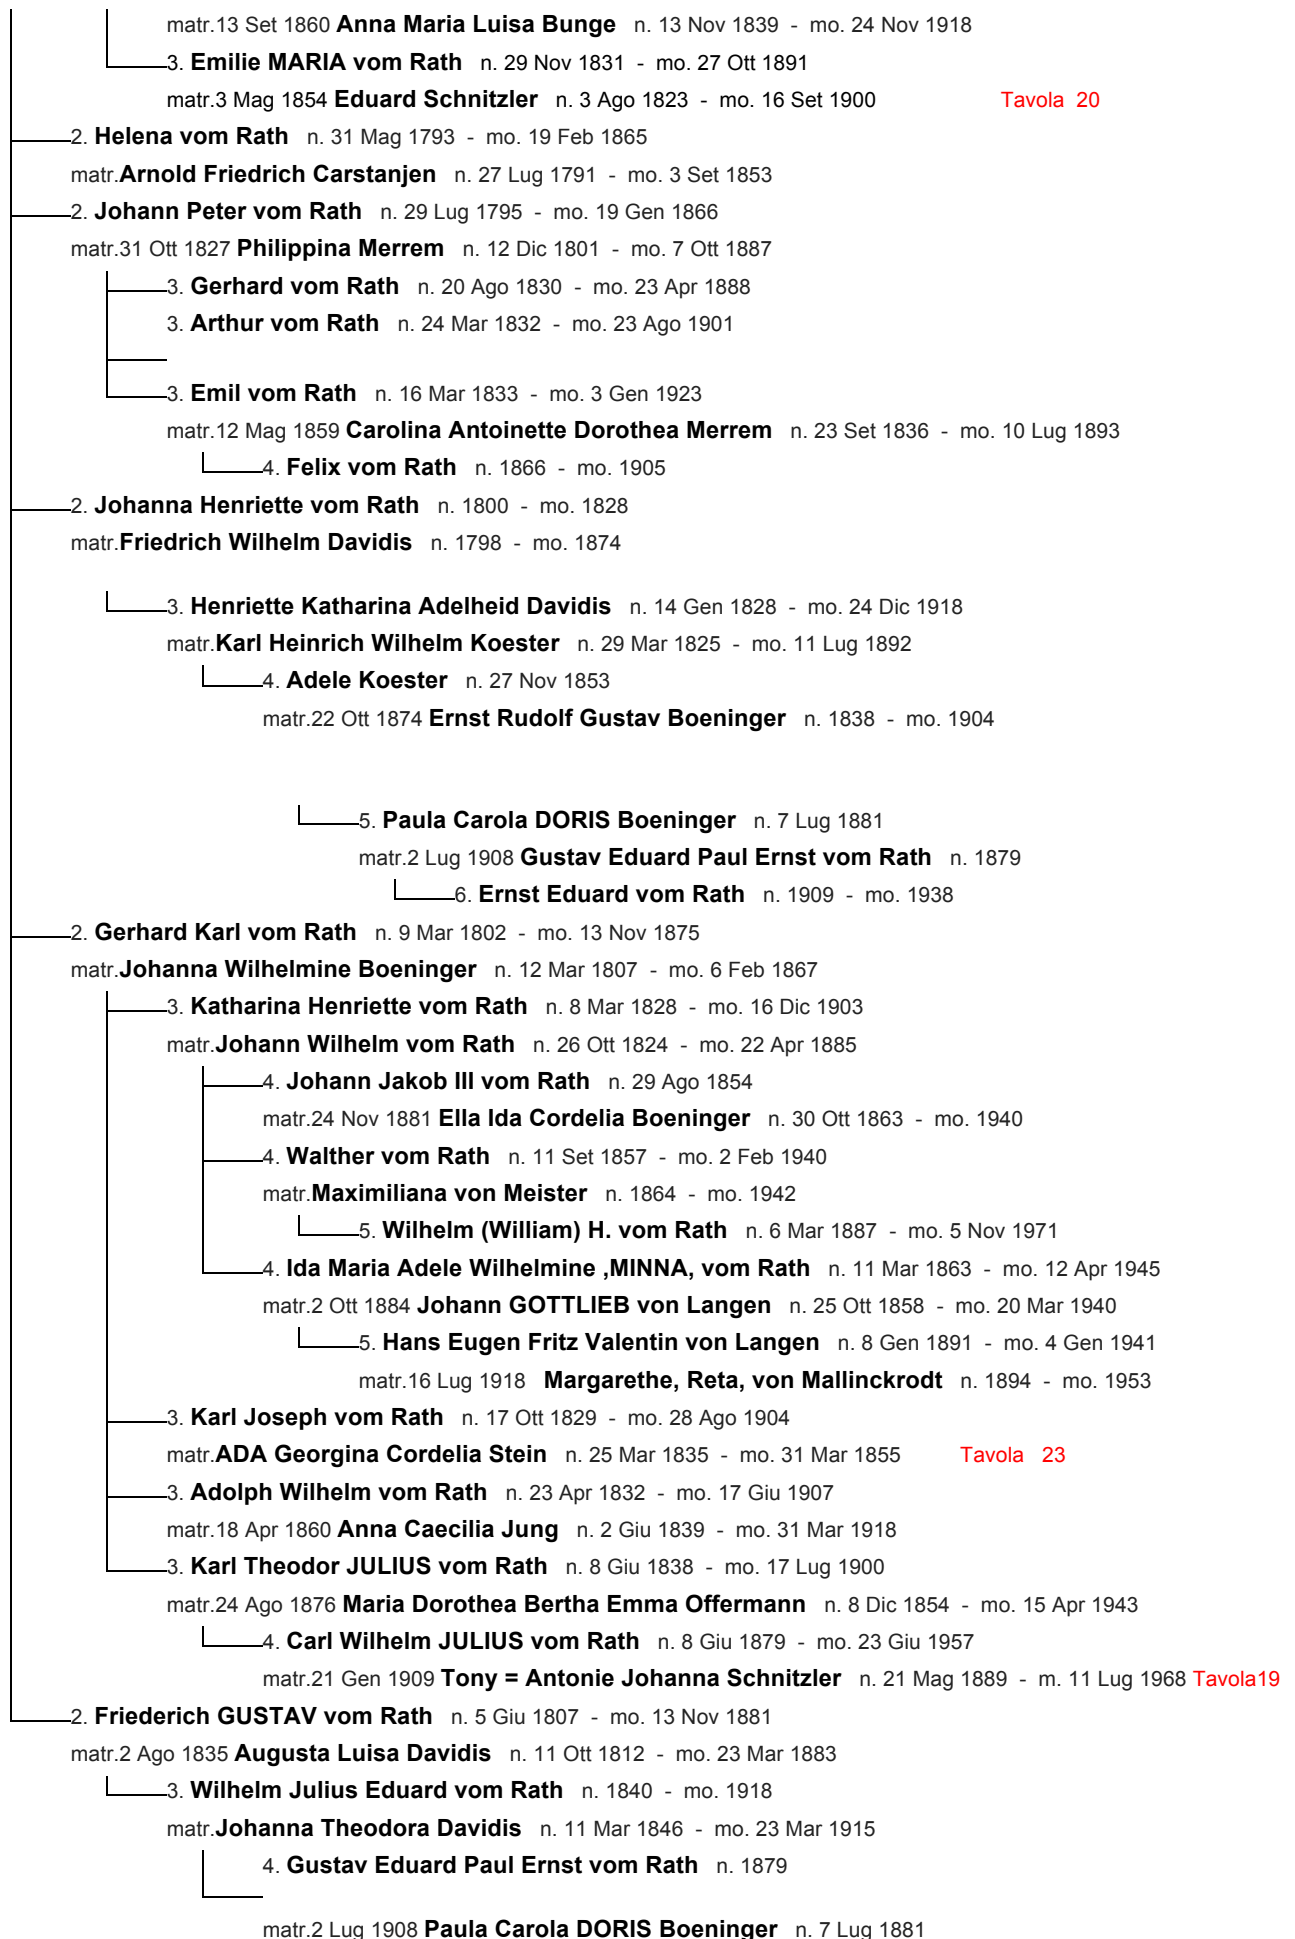 matr.13 Set 1860 Anna Maria Luisa Bunge n. 13 Nov 1839 - mo. 24 Nov 1918
3. Emilie MARIA vom Rath n. 29 Nov 1831 - mo. 27 Ott 1891
matr.3 Mag 1854 Eduard Schnitzler n. 3 Ago 1823 - mo. 16 Set 1900 Tavola 20
2. Helena vom Rath n. 31 Mag 1793 - mo. 19 Feb 1865
matr.Arnold Friedrich Carstanjen n. 27 Lug 1791 - mo. 3 Set 1853
2. Johann Peter vom Rath n. 29 Lug 1795 - mo. 19 Gen 1866
matr.31 Ott 1827 Philippina Merrem n. 12 Dic 1801 - mo. 7 Ott 1887
3. Gerhard vom Rath n. 20 Ago 1830 - mo. 23 Apr 1888
3. Arthur vom Rath n. 24 Mar 1832 - mo. 23 Ago 1901
3. Emil vom Rath n. 16 Mar 1833 - mo. 3 Gen 1923
matr.12 Mag 1859 Carolina Antoinette Dorothea Merrem n. 23 Set 1836 - mo. 10 Lug 1893
4. Felix vom Rath n. 1866 - mo. 1905
2. Johanna Henriette vom Rath n. 1800 - mo. 1828
matr.Friedrich Wilhelm Davidis n. 1798 - mo. 1874
3. Henriette Katharina Adelheid Davidis n. 14 Gen 1828 - mo. 24 Dic 1918
matr.Karl Heinrich Wilhelm Koester n. 29 Mar 1825 - mo. 11 Lug 1892
4. Adele Koester n. 27 Nov 1853
matr.22 Ott 1874 Ernst Rudolf Gustav Boeninger n. 1838 - mo. 1904
5. Paula Carola DORIS Boeninger n. 7 Lug 1881
matr.2 Lug 1908 Gustav Eduard Paul Ernst vom Rath n. 1879
6. Ernst Eduard vom Rath n. 1909 - mo. 1938
2. Gerhard Karl vom Rath n. 9 Mar 1802 - mo. 13 Nov 1875
matr.Johanna Wilhelmine Boeninger n. 12 Mar 1807 - mo. 6 Feb 1867
3. Katharina Henriette vom Rath n. 8 Mar 1828 - mo. 16 Dic 1903
matr.Johann Wilhelm vom Rath n. 26 Ott 1824 - mo. 22 Apr 1885
4. Johann Jakob III vom Rath n. 29 Ago 1854
matr.24 Nov 1881 Ella Ida Cordelia Boeninger n. 30 Ott 1863 - mo. 1940
4. Walther vom Rath n. 11 Set 1857 - mo. 2 Feb 1940
matr.Maximiliana von Meister n. 1864 - mo. 1942
5. Wilhelm (William) H. vom Rath n. 6 Mar 1887 - mo. 5 Nov 1971
4. Ida Maria Adele Wilhelmine ,MINNA, vom Rath n. 11 Mar 1863 - mo. 12 Apr 1945
matr.2 Ott 1884 Johann GOTTLIEB von Langen n. 25 Ott 1858 - mo. 20 Mar 1940
5. Hans Eugen Fritz Valentin von Langen n. 8 Gen 1891 - mo. 4 Gen 1941
matr.16 Lug 1918 Margarethe, Reta, von Mallinckrodt n. 1894 - mo. 1953
3. Karl Joseph vom Rath n. 17 Ott 1829 - mo. 28 Ago 1904
matr.ADA Georgina Cordelia Stein n. 25 Mar 1835 - mo. 31 Mar 1855 Tavola 23
3. Adolph Wilhelm vom Rath n. 23 Apr 1832 - mo. 17 Giu 1907
matr.18 Apr 1860 Anna Caecilia Jung n. 2 Giu 1839 - mo. 31 Mar 1918
3. Karl Theodor JULIUS vom Rath n. 8 Giu 1838 - mo. 17 Lug 1900
matr.24 Ago 1876 Maria Dorothea Bertha Emma Offermann n. 8 Dic 1854 - mo. 15 Apr 1943
4. Carl Wilhelm JULIUS vom Rath n. 8 Giu 1879 - mo. 23 Giu 1957
matr.21 Gen 1909 Tony = Antonie Johanna Schnitzler n. 21 Mag 1889 - m. 11 Lug 1968 Tavola19
2. Friederich GUSTAV vom Rath n. 5 Giu 1807 - mo. 13 Nov 1881
matr.2 Ago 1835 Augusta Luisa Davidis n. 11 Ott 1812 - mo. 23 Mar 1883
3. Wilhelm Julius Eduard vom Rath n. 1840 - mo. 1918
matr.Johanna Theodora Davidis n. 11 Mar 1846 - mo. 23 Mar 1915
4. Gustav Eduard Paul Ernst vom Rath n. 1879
matr.2 Lug 1908 Paula Carola DORIS Boeninger n. 7 Lug 1881